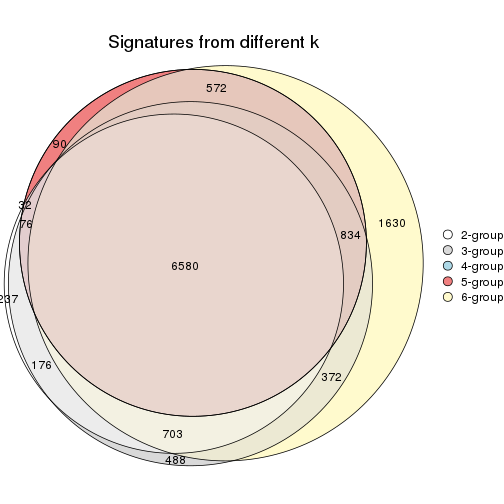 Signatures from different k
572
90
32
76
834
1630
2-group
3-group
4-group
5-group
6-group
6580
237
176
372
703
488